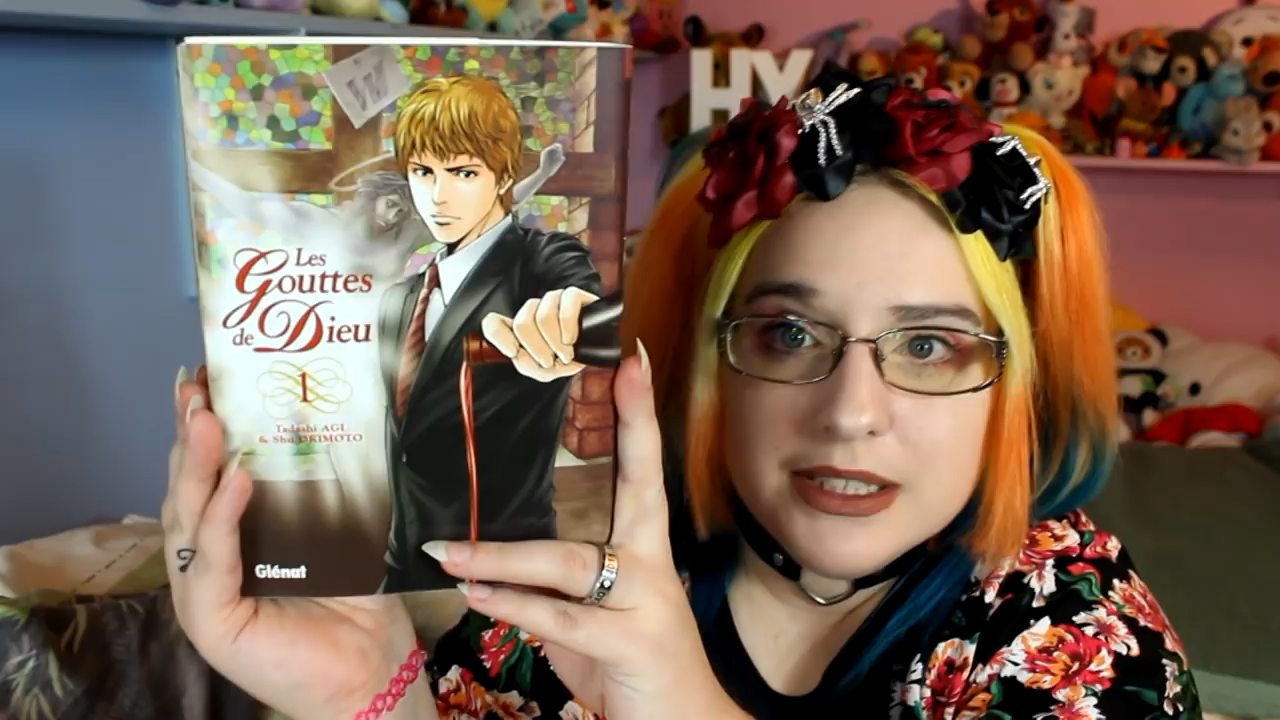 W
Les
Gouttes
de Dieu
1
Tadashi AGI
& Shu OKIMOTO
Glénat
HY